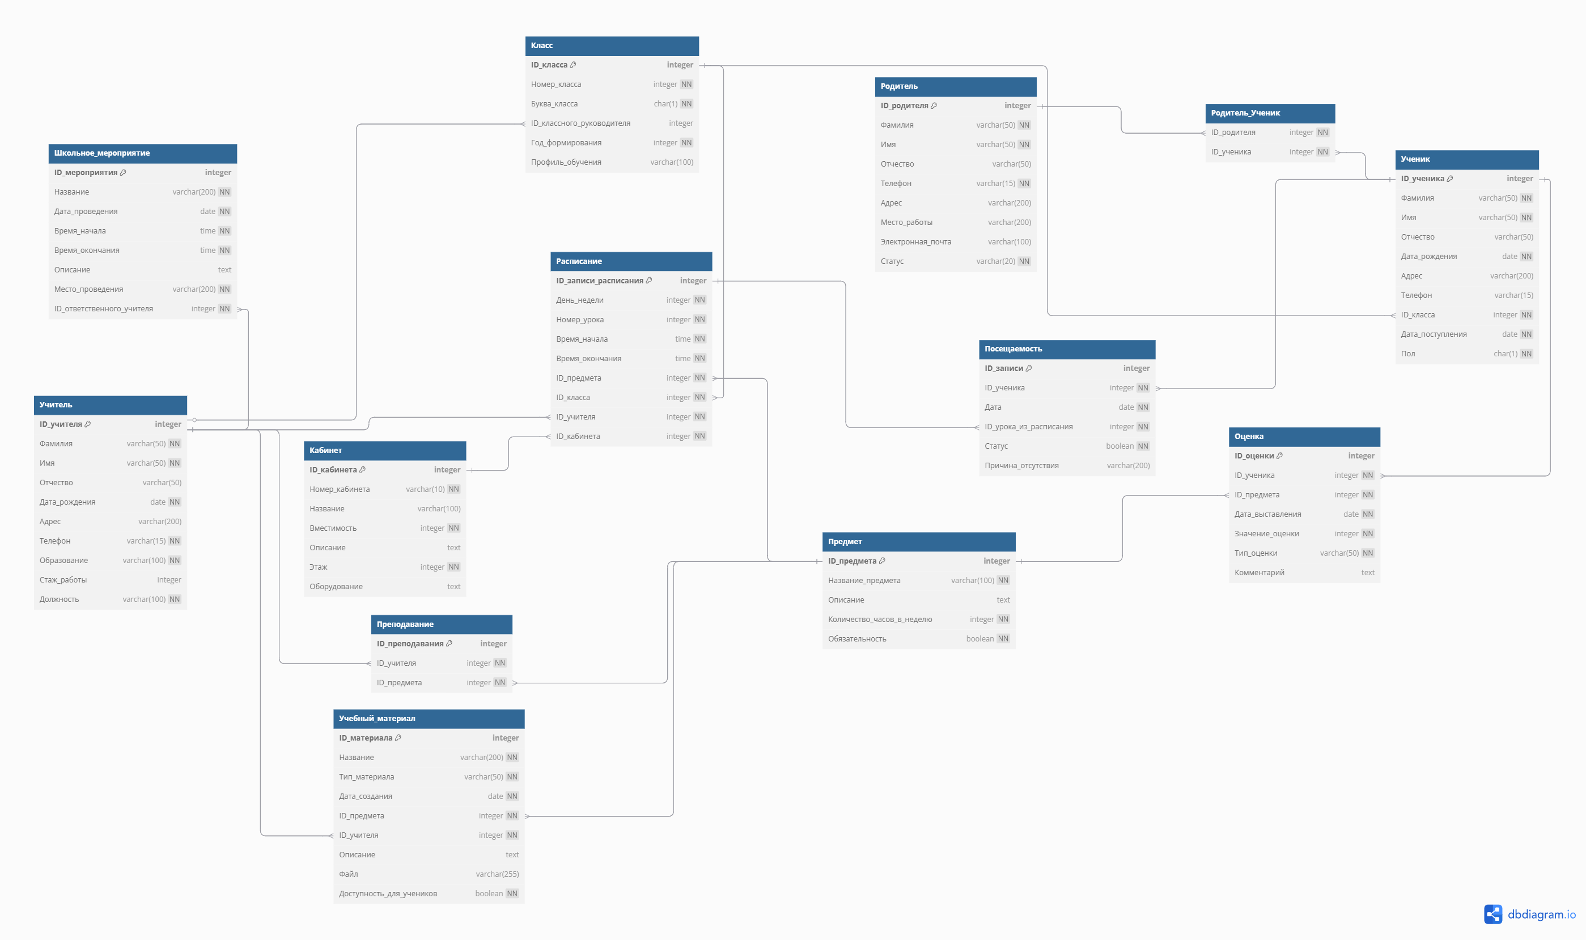 Класс
ID_класса integer
Номер_класса integer NN
Буква_класса char(1) NN
ID_классного_руководителя integer
Год_формирования integer NN
Профиль_обучения varchar(100)
Родитель
ID_родителя integer
Фамилия varchar(50) NN
Имя varchar(50) NN
Отчество varchar(50)
Телефон varchar(15) NN
Адрес varchar(200)
Место_работы varchar(200)
Электронная_почта varchar(100)
Статус varchar(20) NN
Родитель_Ученик
ID_родителя integer NN
ID_ученика integer NN
Школьное_мероприятие
ID_мероприятия integer
Название varchar(200) NN
Дата_проведения date NN
Время_начала time NN
Время_окончания time NN
Описание text
Место_проведения varchar(200) NN
ID_ответственного_учителя integer NN
Ученик
ID_ученика integer
Фамилия varchar(50) NN
Имя varchar(50) NN
Отчество varchar(50)
Дата_рождения date NN
Адрес varchar(200)
Телефон varchar(15)
ID_класса integer NN
Дата_поступления date NN
Пол char(1) NN
Расписание
ID_записи_расписания integer
День_недели integer NN
Номер_урока integer NN
Время_начала time NN
Время_окончания time NN
ID_предмета integer NN
ID_класса integer NN
ID_учителя integer NN
ID_кабинета integer NN
Посещаемость
ID_записи integer
ID_ученика integer NN
Дата date NN
ID_урока_из_расписания integer NN
Статус boolean NN
Причина_отсутствия varchar(200)
Учитель
ID_учителя integer
Фамилия varchar(50) NN
Имя varchar(50) NN
Отчество varchar(50)
Дата_рождения date NN
Адрес varchar(200)
Телефон varchar(15) NN
Образование varchar(100) NN
Стаж_работы integer
Должность varchar(100) NN
Кабинет
ID_кабинета integer
Номер_кабинета varchar(10) NN
Название varchar(100)
Вместимость integer NN
Описание text
Этаж integer NN
Оборудование text
Оценка
ID_оценки integer
ID_ученика integer NN
ID_предмета integer NN
Дата_выставления date NN
Значение_оценки integer NN
Тип_оценки varchar(50) NN
Комментарий text
Предмет
ID_предмета integer
Название_предмета varchar(100) NN
Описание text
Количество_часов_в_неделю integer NN
Обязательность boolean NN
Преподавание
ID_преподавания integer
ID_учителя integer NN
ID_предмета integer NN
Учебный_материал
ID_материала integer
Название varchar(200) NN
Тип_материала varchar(50) NN
Дата_создания date NN
ID_предмета integer NN
ID_учителя integer NN
Описание text
Файл varchar(255)
Доступность_для_учеников boolean NN
dbdiagram.io